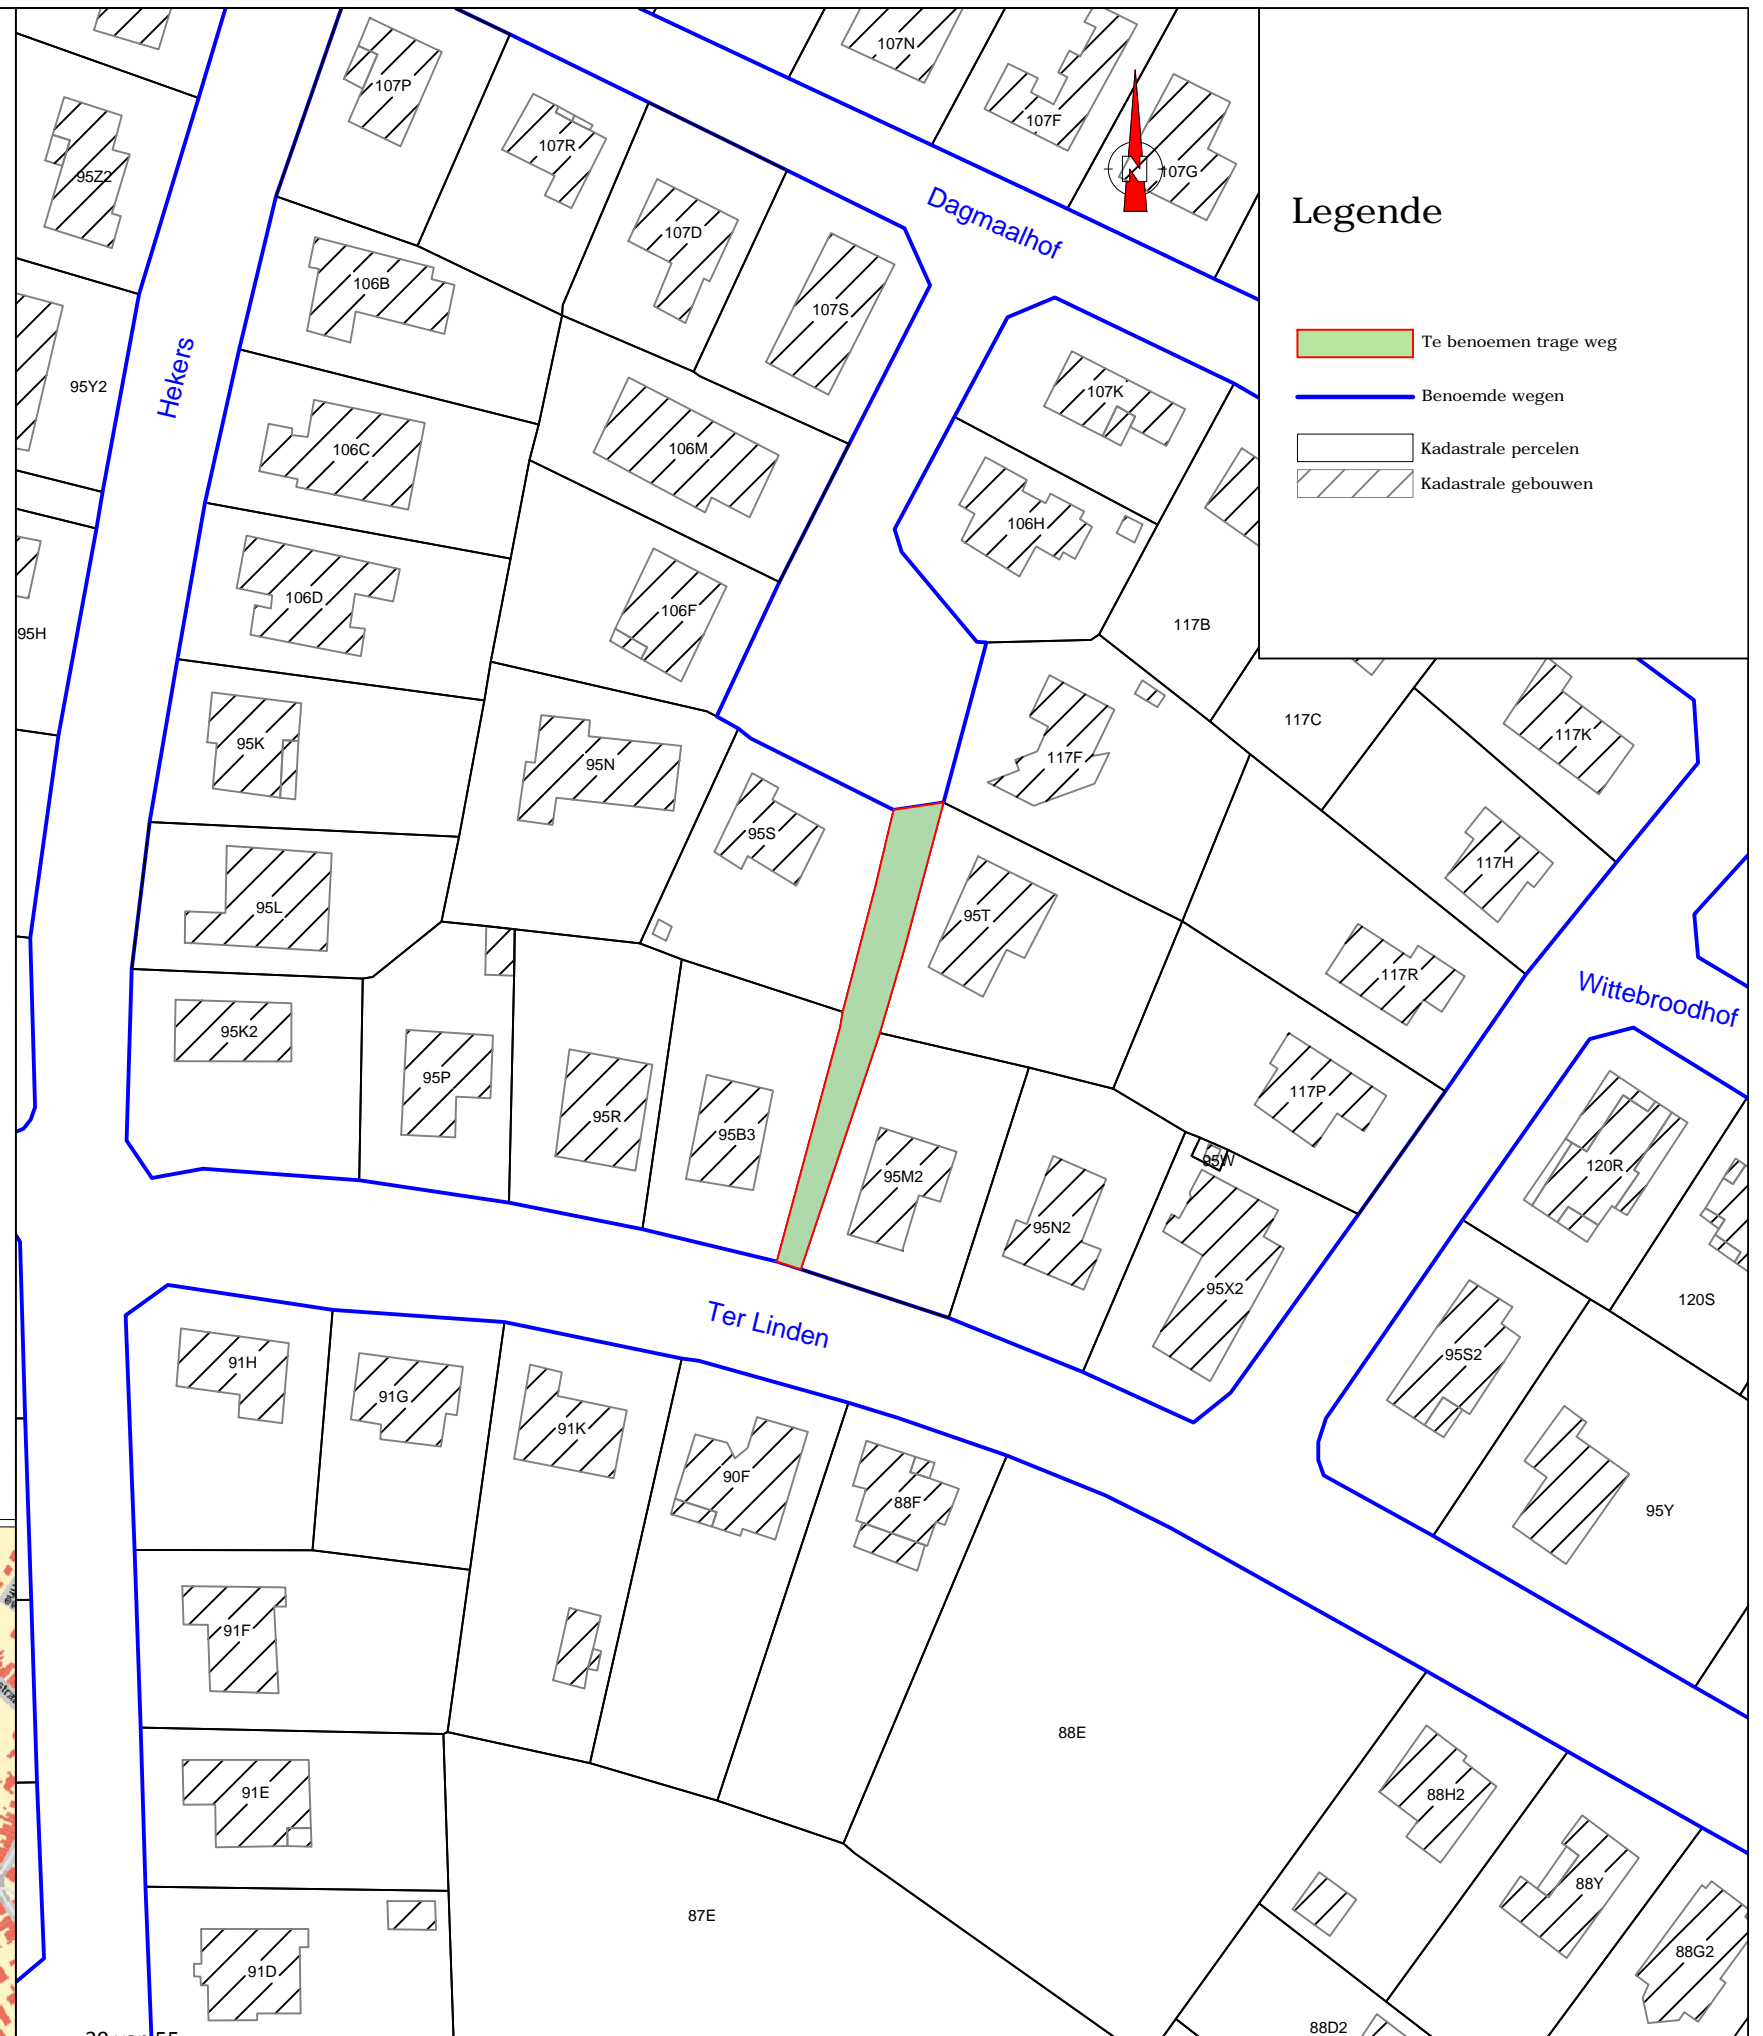 107N
107P
107F
107R
107G
95Z2
Legende
Dagmaalhof
107D
106B
107S
Te benoemen trage weg
Hekers
95Y2
107K
Benoemde wegen
106C
106M
Kadastrale percelen
Kadastrale gebouwen
106H
106D
106F
117B
95H
117C
117K
95K
95N
117F
95S
117H
95L
95T
117R
Wittebroodhof
95K2
95P
117P
95R
95B3
95W
120R
95M2
95N2
95X2
120S
Ter Linden
91H
95S2
91G
91K
90F
88F
95Y
91F
88E
91E
88H2
88Y
87E
88G2
91D
88D2